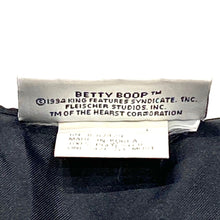 BETTY BOOP™
©1994 KING FEATURES SYNDICATE, INC.
FLEISCHER STUDIOS, INC.
TM OF THE HEARST CORPORATION
MADE IN KOREA